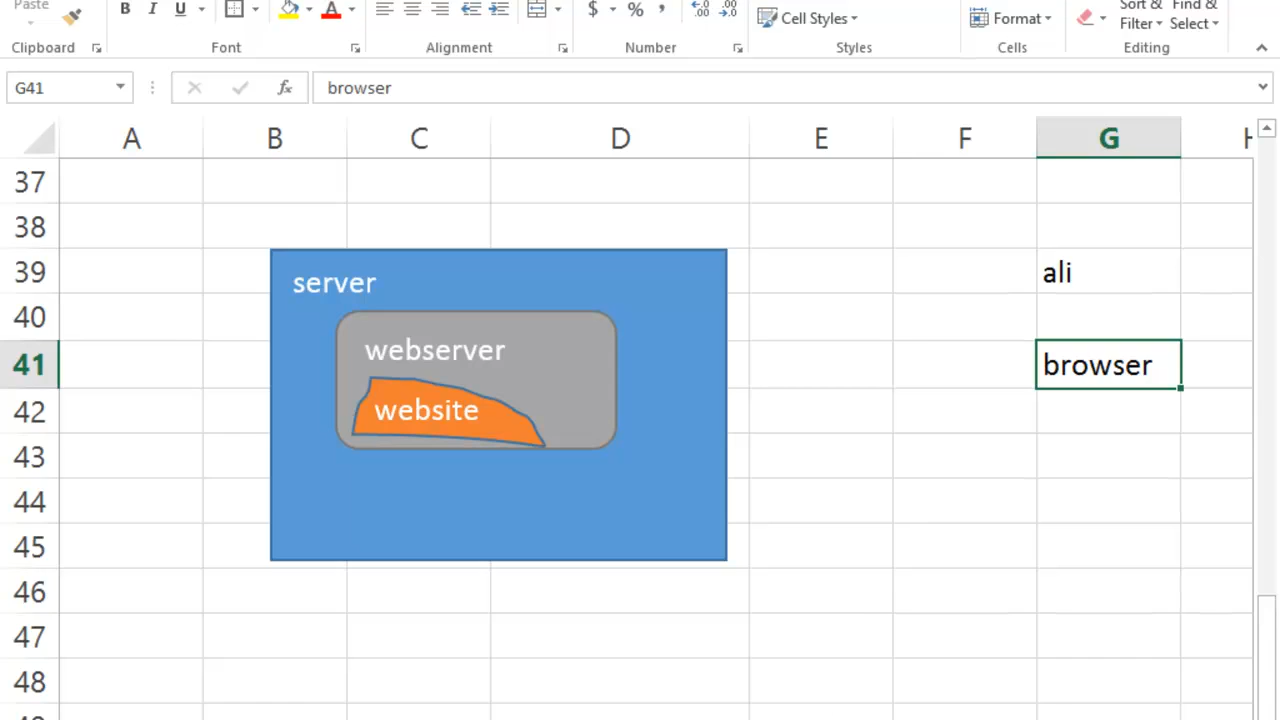 Paste
B I U
$ % ,
Cell Styles
Format
Sort & Find &
Filter Select
Clipboard Font Alignment Number Styles Cells Editing
G41 fx browser
A B C D E F G H
37
38
39 server ali
40
webserver
41 browser
42 website
43
44
45
46
47
48
49